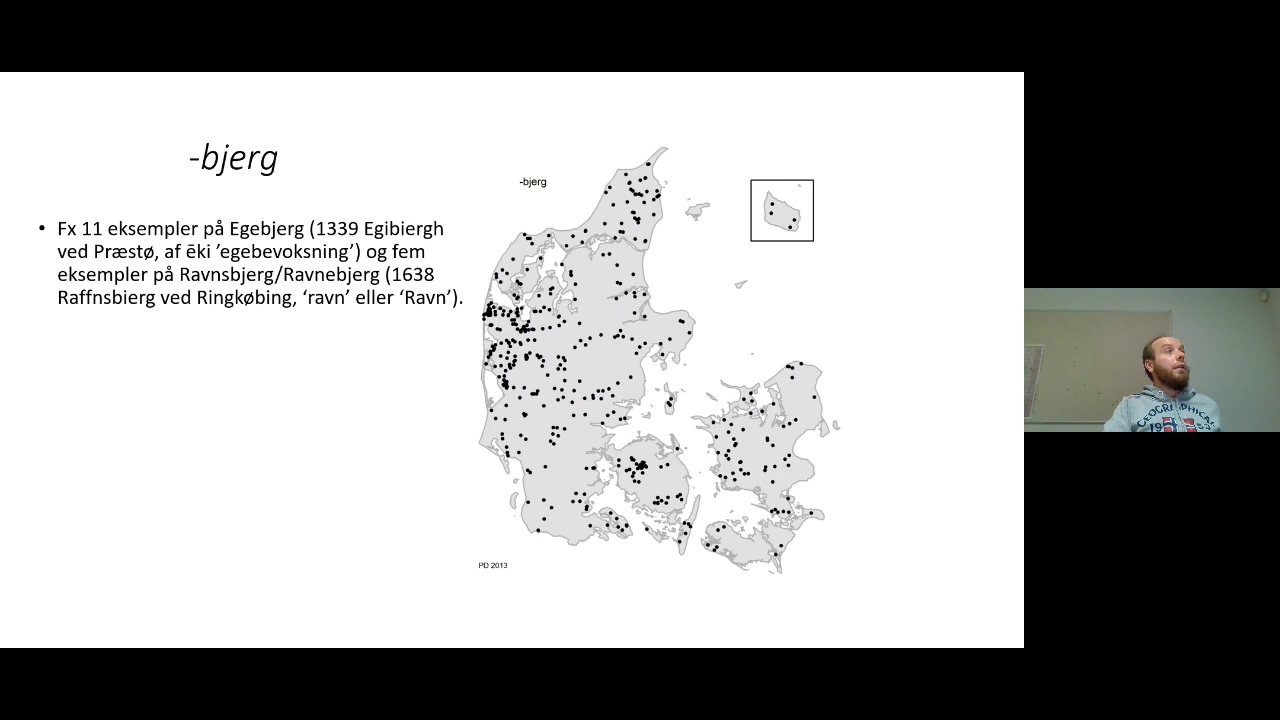 -bjerg
• Fx 11 eksempler på Egebjerg (1339 Egibiergh
ved Præstø, af ēki ’egebevoksning’) og fem
eksempler på Ravnsbjerg/Ravnebjerg (1638
Raffnsbierg ved Ringkøbing, ‘ravn’ eller ‘Ravn’).
-bjerg
PD 2013
GEOGRAPHICAL